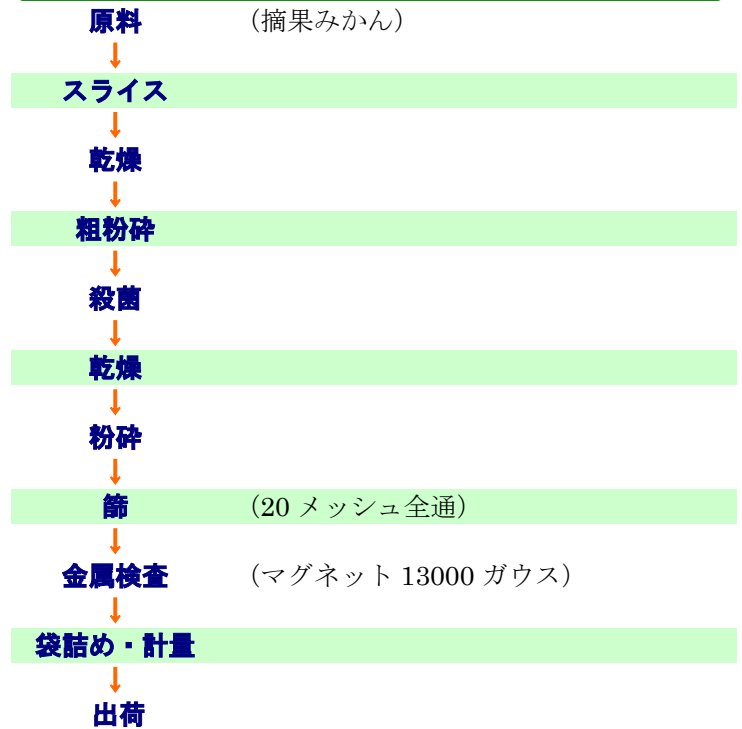 原料 (摘果みかん)
↓
スライス
↓
乾燥
↓
粗粉砕
↓
殺菌
↓
乾燥
↓
粉砕
↓
篩 (20 メッシュ全通)
↓
金属検査 (マグネット 13000 ガウス)
↓
袋詰め・計量
↓
出荷